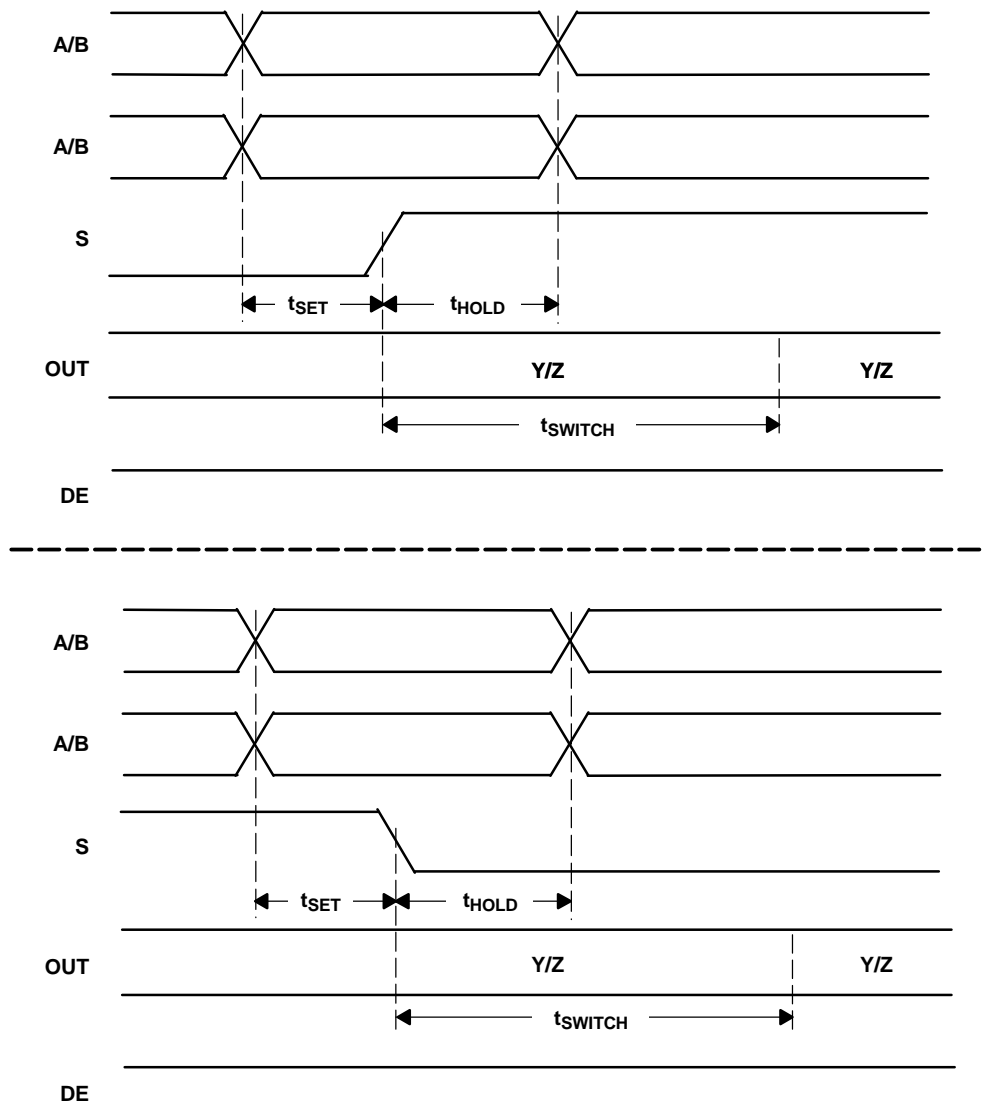 A/B
A/B
S
tSET tHOLD
OUT Y/Z Y/Z
tSWITCH
DE
A/B
A/B
S
tSET tHOLD
OUT Y/Z Y/Z
tSWITCH
DE